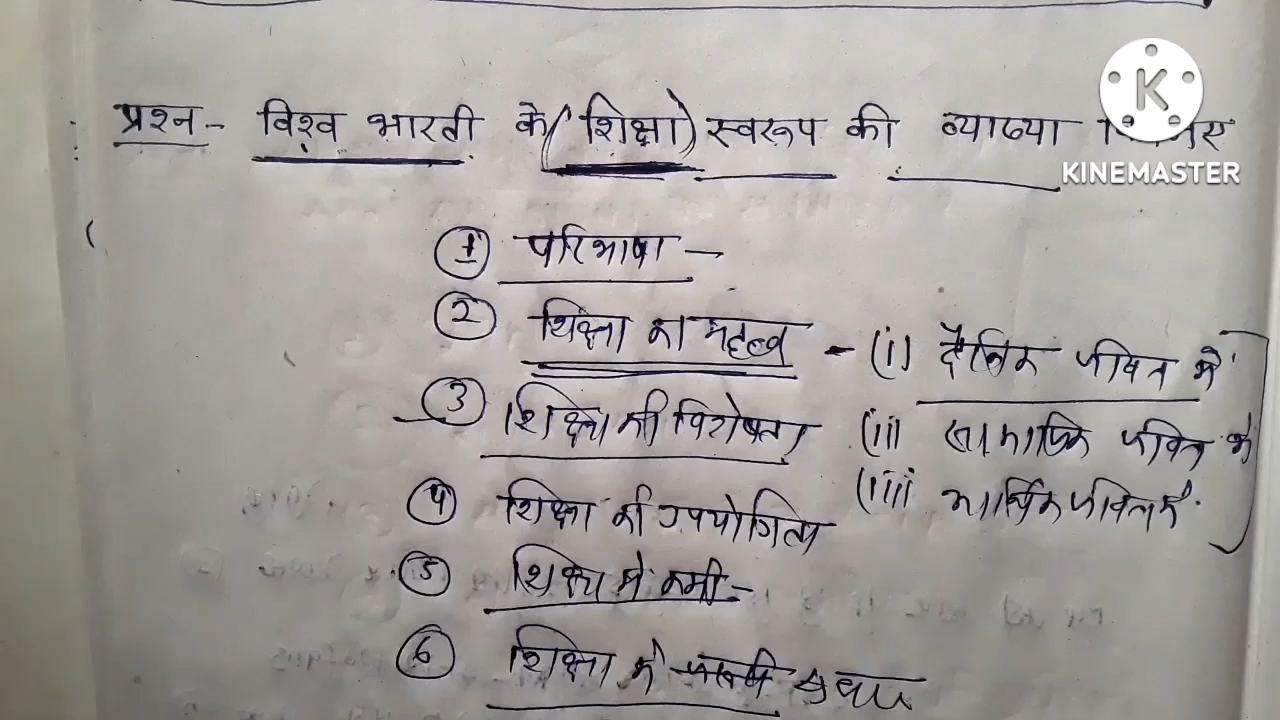 प्रश्न - विश्व भारती के (शिक्षा) स्वरूप की व्याख्या
K
KINEMASTER
① परिभाषा -
② शिक्षा का महत्व - (i) दैनिक जीवन में
③ शिक्षा की विशेषता (ii) सामाजिक जीवन में
④ शिक्षा की उपयोगिता (iii) आर्थिक जीवन में
⑤ शिक्षा मे कमी -
⑥ शिक्षा मे सुधार